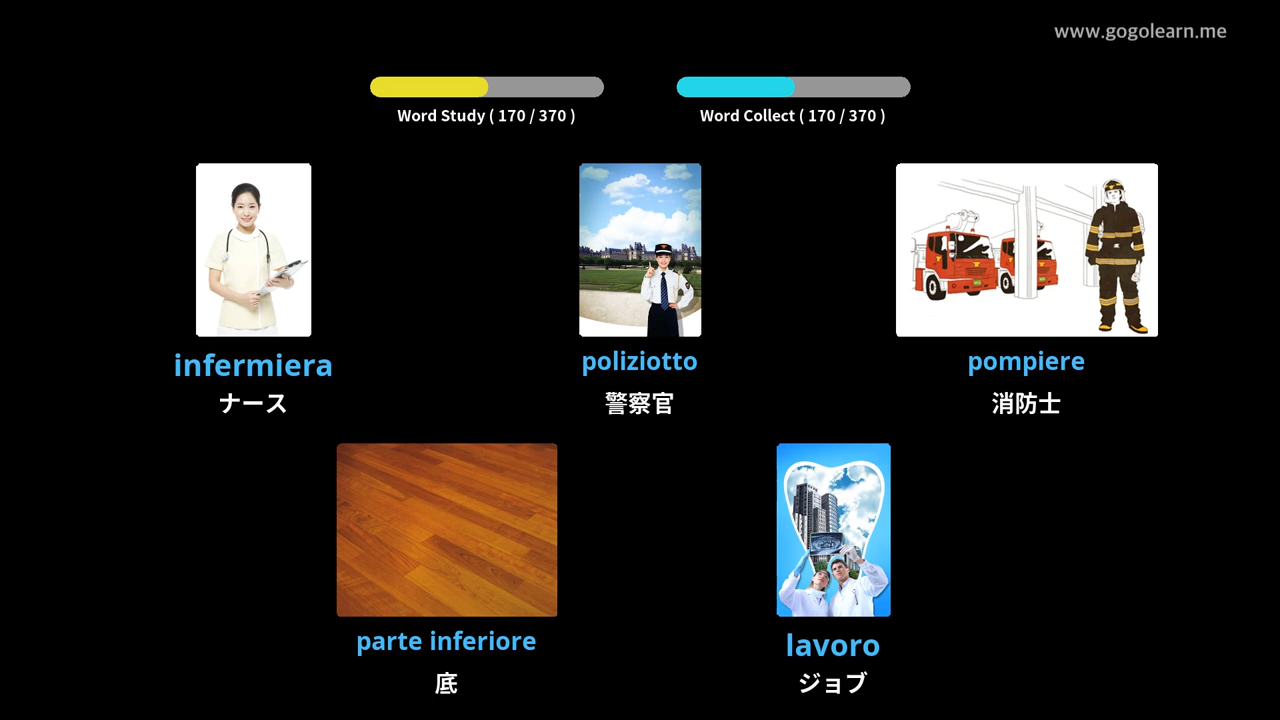 www.gogolearn.me
Word Study ( 170 / 370 )
Word Collect ( 170 / 370 )
infermiera
ナース
poliziotto
警察官
pompiere
消防士
parte inferiore
底
lavoro
ジョブ